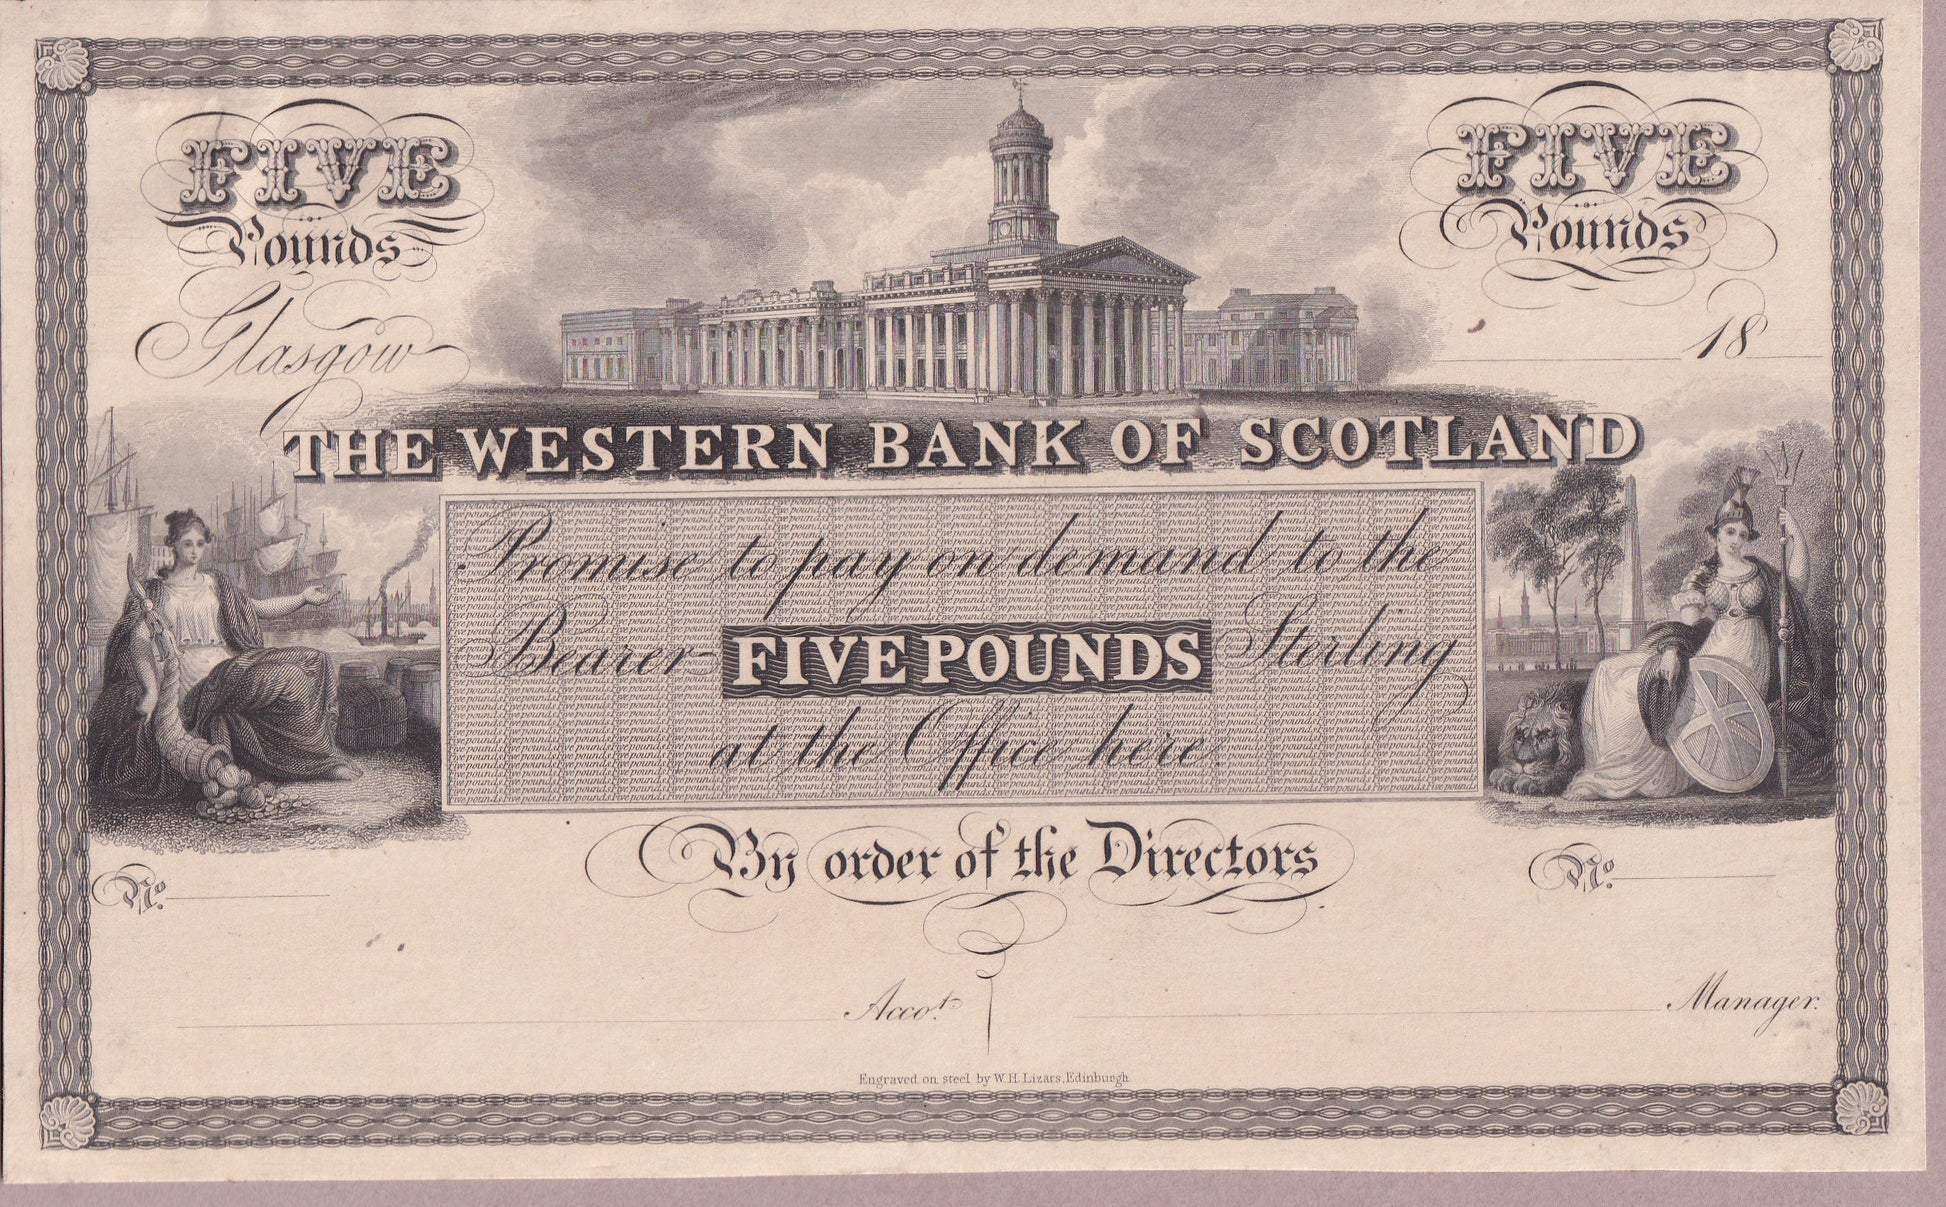 FIVE Pounds
FIVE Pounds
Glasgow
18
THE WESTERN BANK OF SCOTLAND
Promise to pay on demand to the
Bearer FIVE POUNDS Sterling
at the Office here.
By order of the Directors
No.
No.
Accot.
Manager.
Engraved on steel by W.H. Lizars, Edinburgh